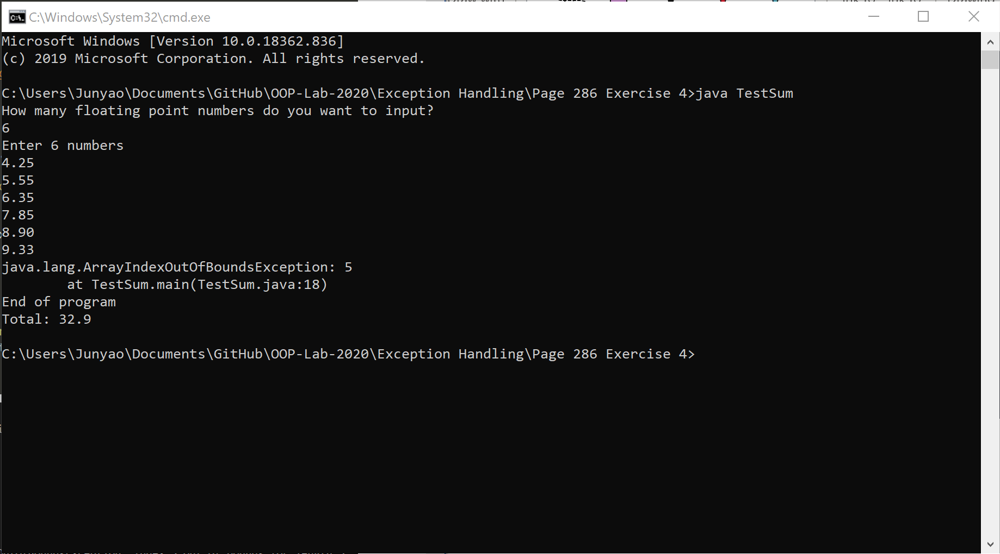 C:\Windows\System32\cmd.exe
Microsoft Windows [Version 10.0.18362.836]
(c) 2019 Microsoft Corporation. All rights reserved.
C:\Users\Junyao\Documents\GitHub\OOP-Lab-2020\Exception Handling\Page 286 Exercise 4>java TestSum
How many floating point numbers do you want to input?
6
Enter 6 numbers
4.25
5.55
6.35
7.85
8.90
9.33
java.lang.ArrayIndexOutOfBoundsException: 5
        at TestSum.main(TestSum.java:18)
End of program
Total: 32.9
C:\Users\Junyao\Documents\GitHub\OOP-Lab-2020\Exception Handling\Page 286 Exercise 4>